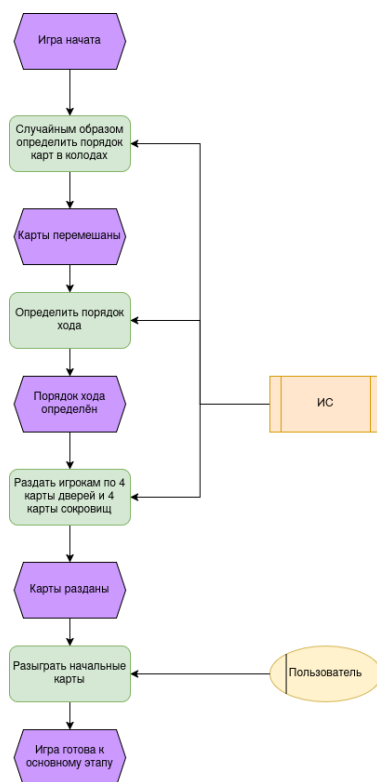 Игра начата
Случайным образом
определить порядок
карт в колодах
Карты перемешаны
Определить порядок
хода
Порядок хода
определён
ИС
Раздать игрокам по 4
карты дверей и 4
карты сокровищ
Карты разданы
Разыграть начальные
карты
Пользователь
Игра готова к
основному этапу